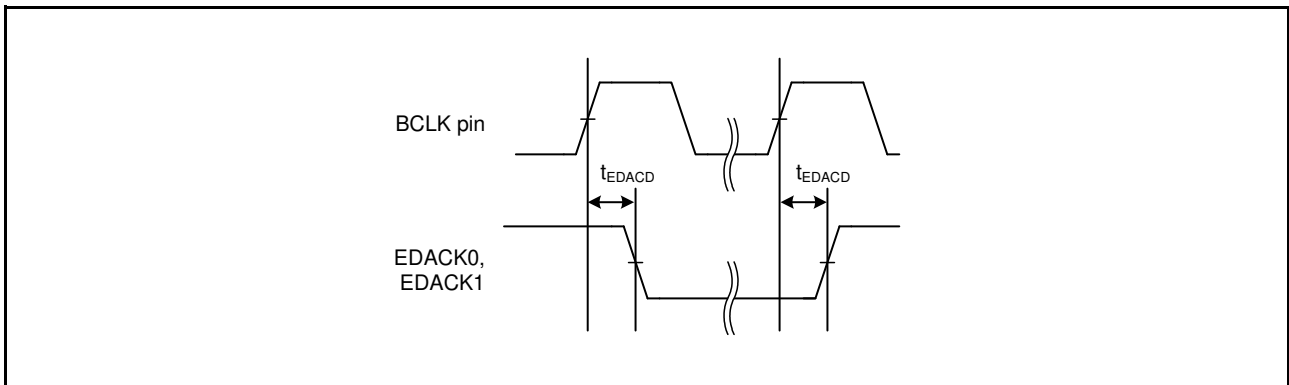 BCLK pin
tEDACD
tEDACD
EDACK0,
EDACK1